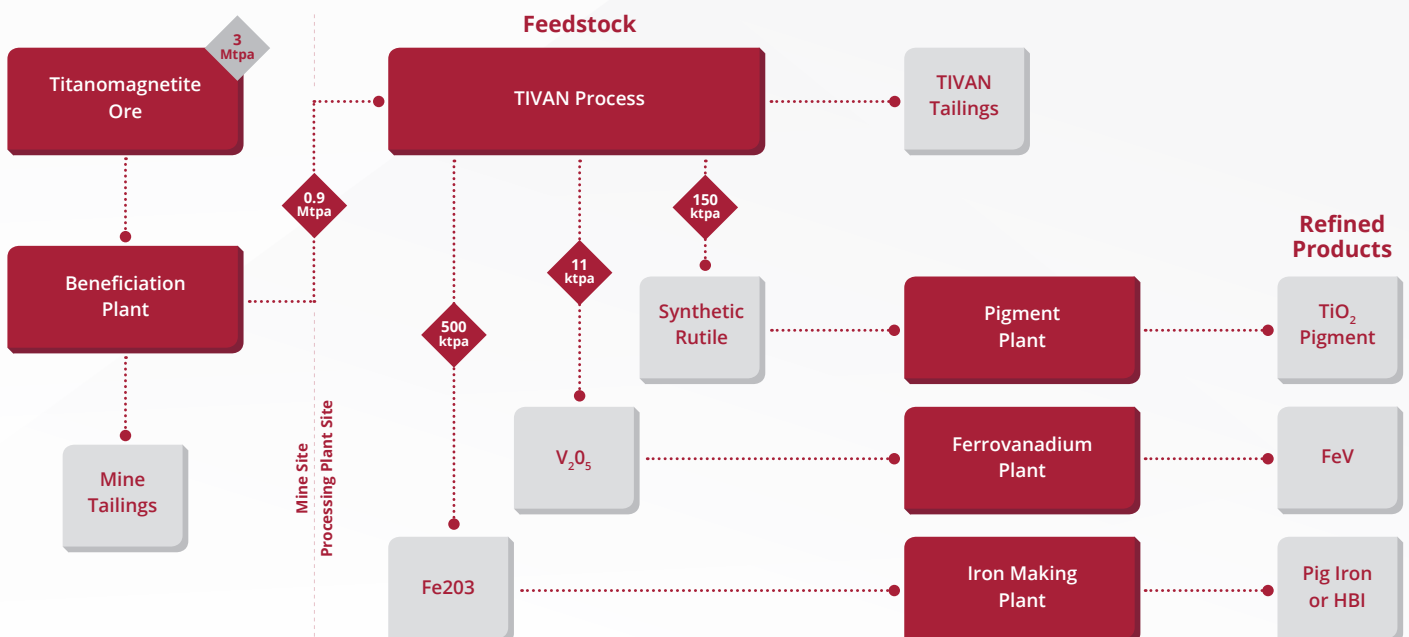 Feedstock
3
Mtpa
Titanomagnetite
Ore
TIVAN Process
TIVAN
Tailings
0.9
Mtpa
150
ktpa
11
ktpa
500
ktpa
Refined
Products
Beneficiation
Plant
Synthetic
Rutile
Pigment
Plant
TiO₂
Pigment
Mine Site
Processing Plant Site
Mine
Tailings
V₂0₅
Ferrovanadium
Plant
FeV
Fe203
Iron Making
Plant
Pig Iron
or HBI